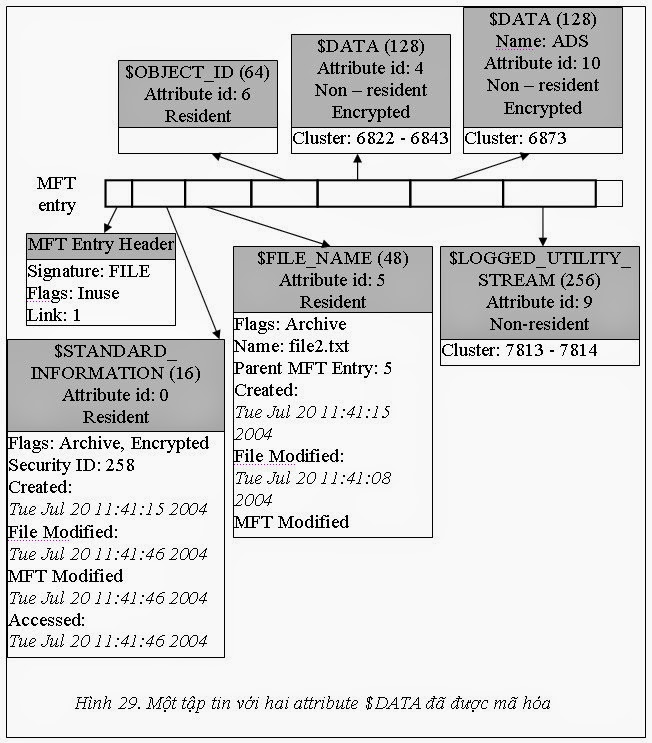 $OBJECT_ID (64)
Attribute id: 6
Resident
$DATA (128)
Attribute id: 4
Non – resident
Encrypted
Cluster: 6822 - 6843
$DATA (128)
Name: ADS
Attribute id: 10
Non – resident
Encrypted
Cluster: 6873
MFT
entry
MFT Entry Header
Signature: FILE
Flags: Inuse
Link: 1
$STANDARD_
INFORMATION (16)
Attribute id: 0
Resident
Flags: Archive, Encrypted
Security ID: 258
Created:
Tue Jul 20 11:41:15 2004
File Modified:
Tue Jul 20 11:41:46 2004
MFT Modified
Tue Jul 20 11:41:46 2004
Accessed:
Tue Jul 20 11:41:46 2004
$FILE_NAME (48)
Attribute id: 5
Resident
Flags: Archive
Name: file2.txt
Parent MFT Entry: 5
Created:
Tue Jul 20 11:41:15
2004
File Modified:
Tue Jul 20 11:41:08
2004
MFT Modified
$LOGGED_UTILITY_
STREAM (256)
Attribute id: 9
Non-resident
Cluster: 7813 - 7814
Hình 29. Một tập tin với hai attribute $DATA đã được mã hóa